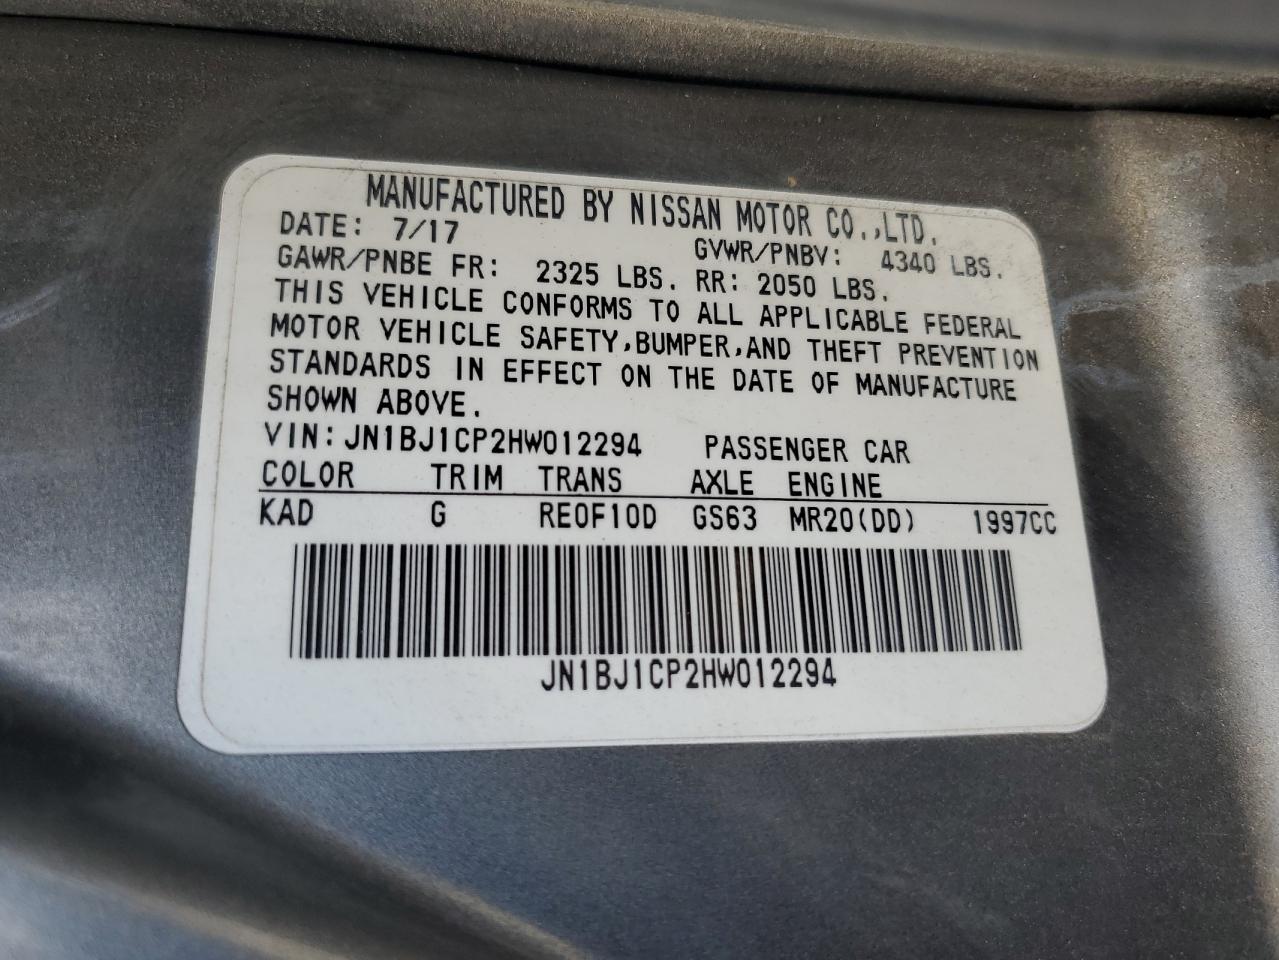 MANUFACTURED BY NISSAN MOTOR CO.,LTD.
DATE: 7/17 GVWR/PNBV: 4340 LBS.
GAWR/PNBE FR: 2325 LBS. RR: 2050 LBS.
THIS VEHICLE CONFORMS TO ALL APPLICABLE FEDERAL
MOTOR VEHICLE SAFETY,BUMPER,AND THEFT PREVENTION
STANDARDS IN EFFECT ON THE DATE OF MANUFACTURE
SHOWN ABOVE.
VIN:JN1BJ1CP2HW012294 PASSENGER CAR
COLOR TRIM TRANS AXLE ENGINE
KAD G RE0F10D GS63 MR20(DD) 1997CC
JN1BJ1CP2HW012294